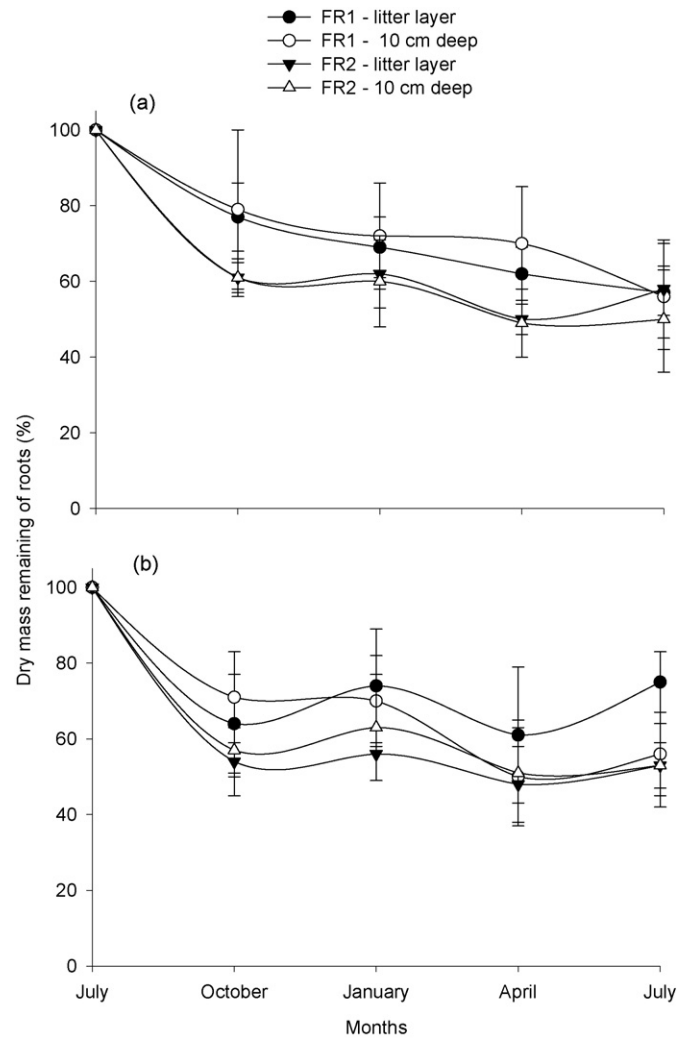 FR1 - litter layer
FR1 - 10 cm deep
FR2 - litter layer
FR2 - 10 cm deep
(a)
100
80
60
40
20
0
Dry mass remaining of roots (%)
(b)
100
80
60
40
20
0
July October January April July
Months